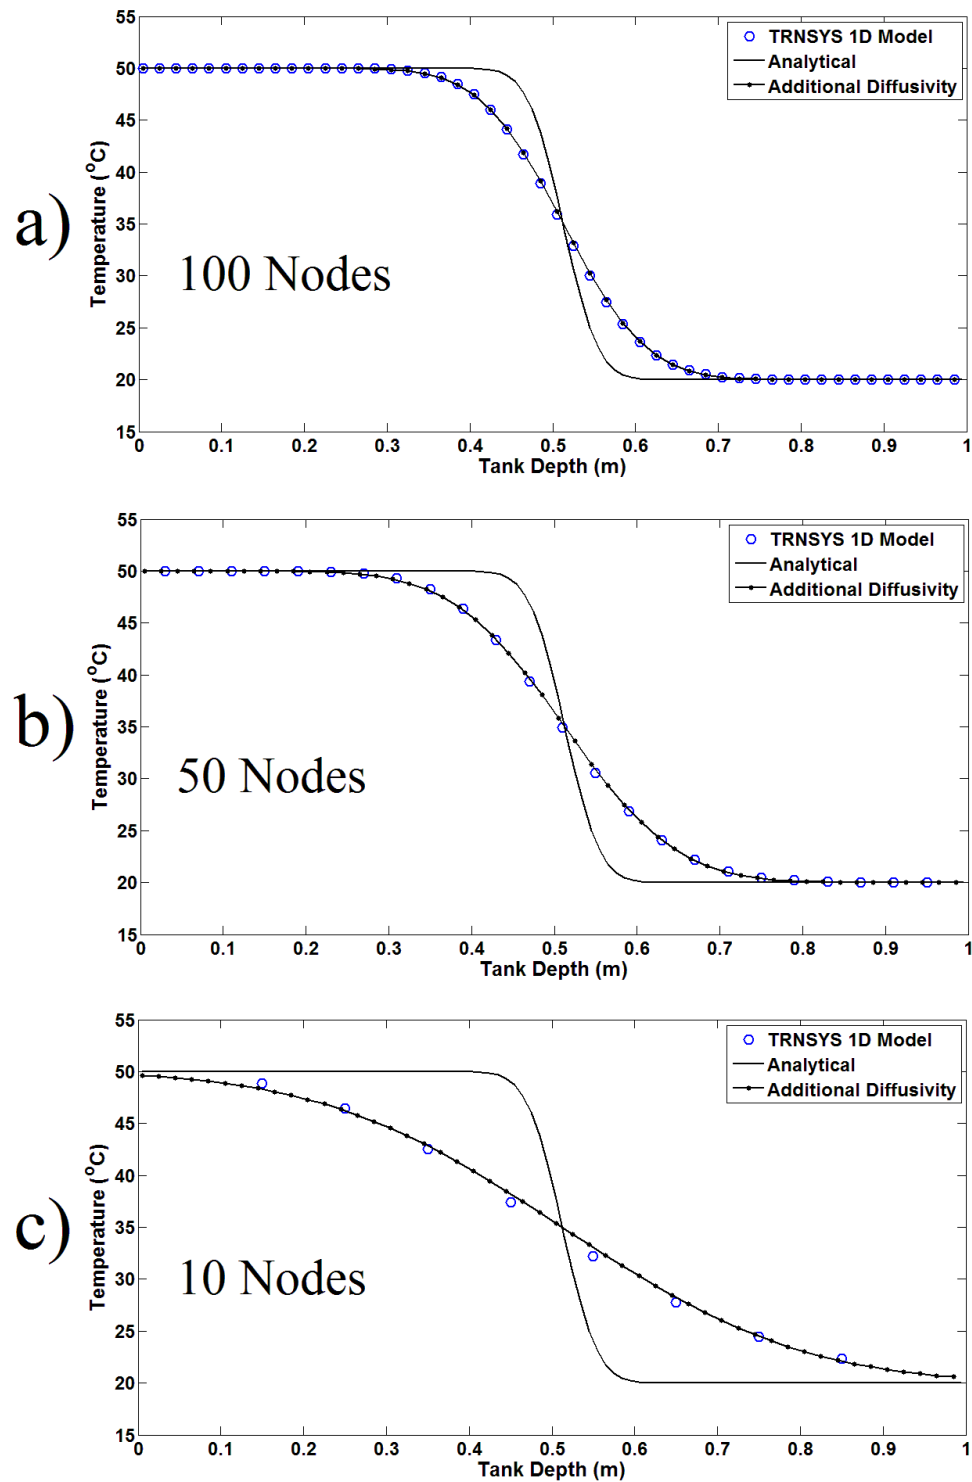 a)
55
50
45
40
35
30
25
20
15
Temperature (°C)
TRNSYS 1D Model
Analytical
Additional Diffusivity
100 Nodes
0 0.1 0.2 0.3 0.4 0.5 0.6 0.7 0.8 0.9 1
Tank Depth (m)
b)
55
50
45
40
35
30
25
20
15
Temperature (°C)
TRNSYS 1D Model
Analytical
Additional Diffusivity
50 Nodes
0 0.1 0.2 0.3 0.4 0.5 0.6 0.7 0.8 0.9 1
Tank Depth (m)
c)
55
50
45
40
35
30
25
20
15
Temperature (°C)
TRNSYS 1D Model
Analytical
Additional Diffusivity
10 Nodes
0 0.1 0.2 0.3 0.4 0.5 0.6 0.7 0.8 0.9 1
Tank Depth (m)